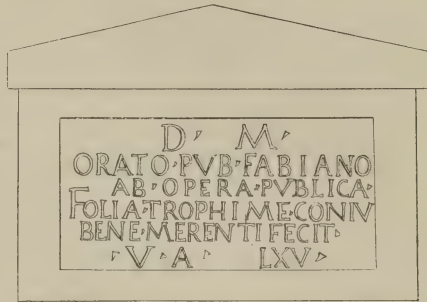 D · M ·
ORATO · PVB · FABIANO
AB · OPERA · PVBLICA ·
FOLIA · TROPHIME · CONIV
BENE · MERENTI FECIT ·
· V · A · LXV ·